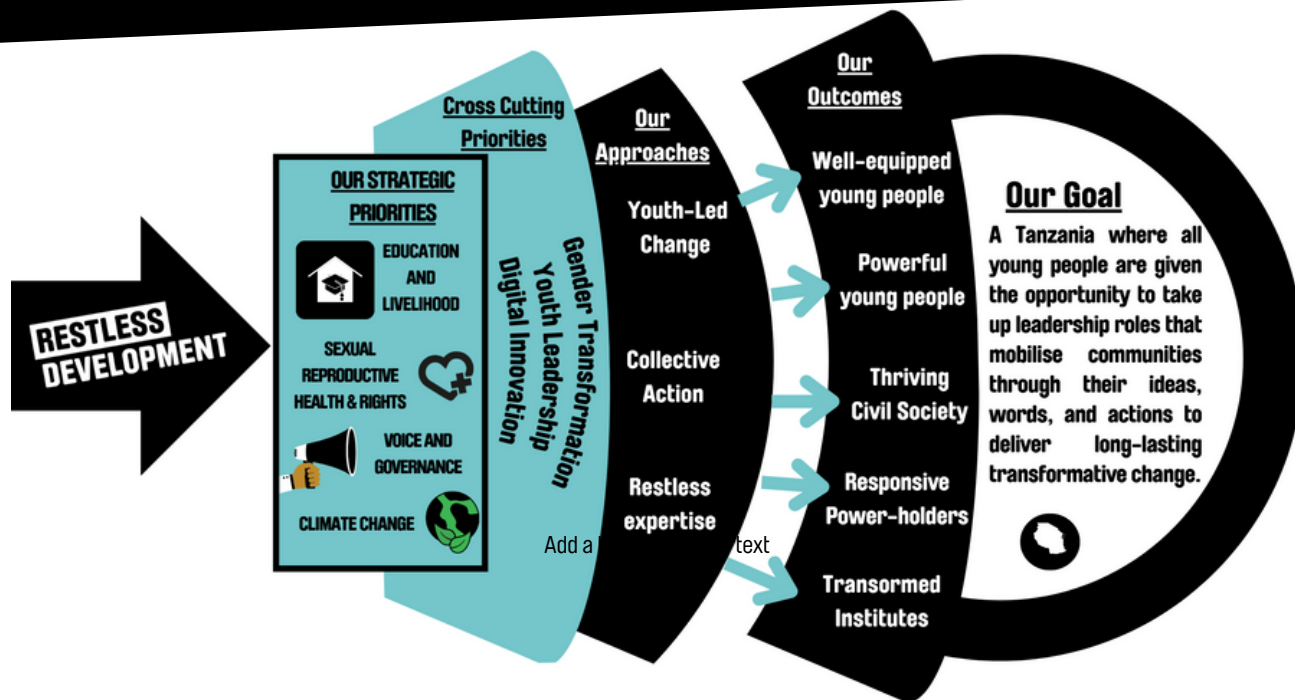 RESTLESS
DEVELOPMENT
OUR STRATEGIC
PRIORITIES
EDUCATION
AND
LIVELIHOOD
SEXUAL
REPRODUCTIVE
HEALTH & RIGHTS
VOICE AND
GOVERNANCE
CLIMATE CHANGE
Cross Cutting
Priorities
Gender Transformation
Youth Leadership
Digital Innovation
Our
Approaches
Youth-Led
Change
Collective
Action
Restless
expertise
Add a
text
Our
Outcomes
Well-equipped
young people
Powerful
young people
Thriving
Civil Society
Responsive
Power-holders
Transormed
Institutes
Our Goal
A Tanzania where all
young people are given
the opportunity to take
up leadership roles that
mobilise communities
through their ideas,
words, and actions to
deliver long-lasting
transformative change.